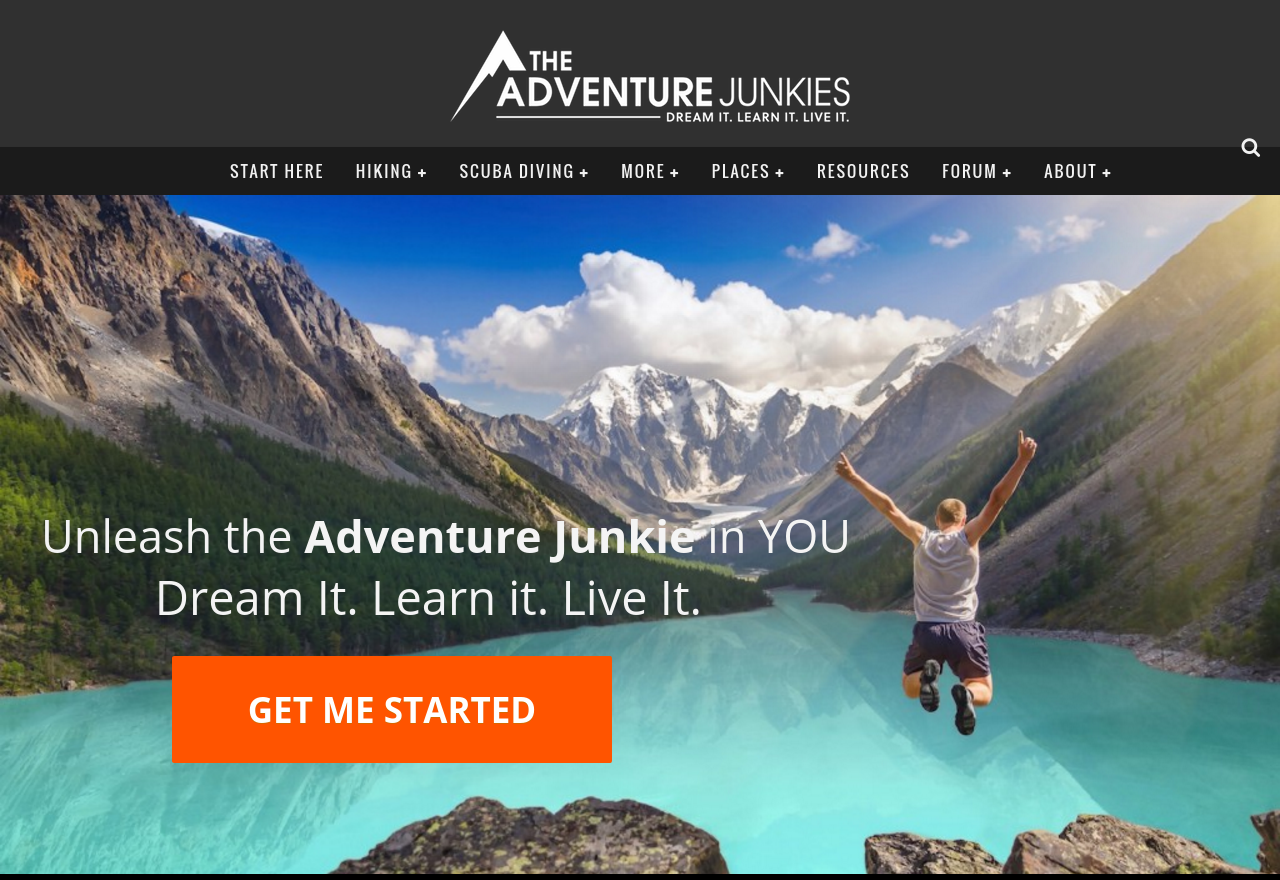 THE
ADVENTURE JUNKIES
DREAM IT. LEARN IT. LIVE IT.
START HERE HIKING + SCUBA DIVING + MORE + PLACES + RESOURCES FORUM + ABOUT +
Unleash the Adventure Junkie in YOU
Dream It. Learn it. Live It.
GET ME STARTED